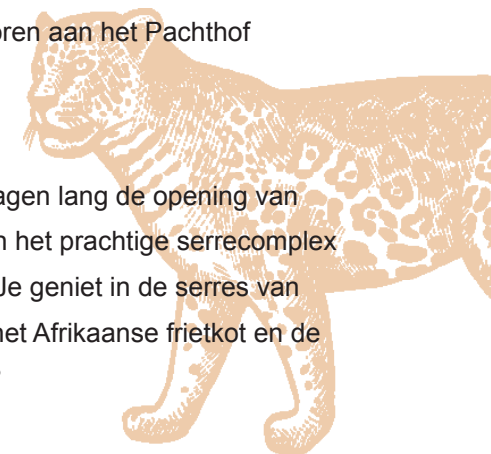 oren aan het Pachthof
agen lang de opening van
n het prachtige serrecomplex
Je geniet in de serres van
net Afrikaanse frietkot en de